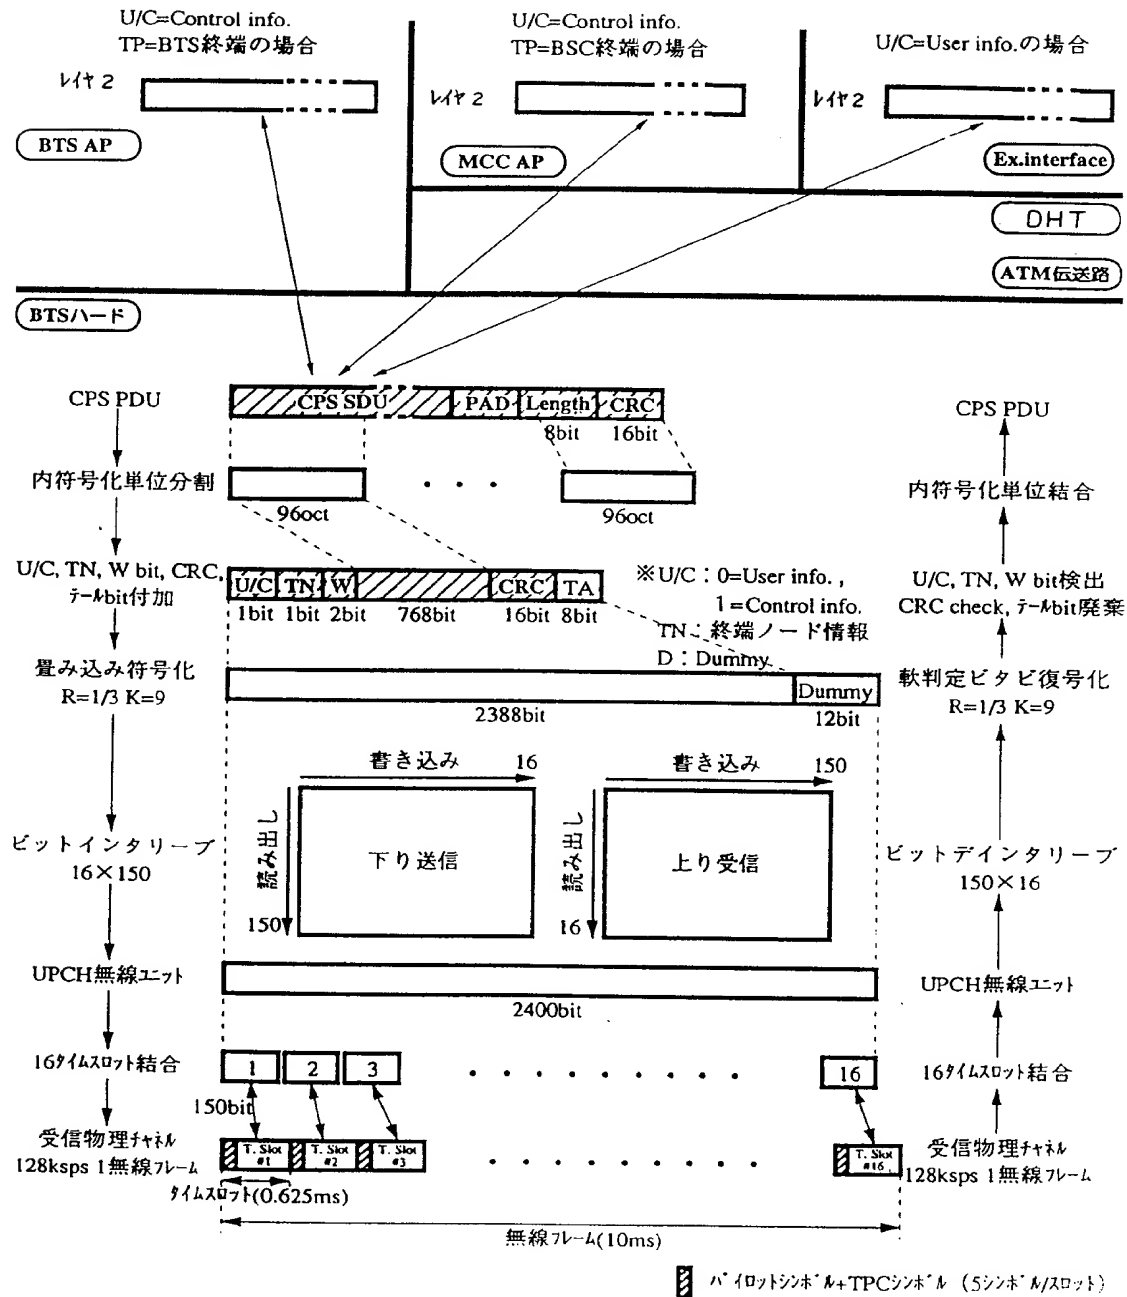 U/C=Control info.
TP=BTS終端の場合
U/C=Control info.
TP=BSC終端の場合
U/C=User info.の場合
ﾚｲﾔ 2
ﾚｲﾔ 2
ﾚｲﾔ 2
BTS AP
MCC AP
Ex.interface
DHT
ATM伝送路
BTSハード
CPS PDU
CPS SDU
PAD
Length
CRC
8bit
16bit
CPS PDU
内符号化単位分割
・・・
96oct
96oct
内符号化単位結合
U/C, TN, W bit, CRC,
ﾃｰﾙbit付加
U/C
TN
W
CRC
TA
1bit
1bit
2bit
768bit
16bit
8bit
※U/C：0=User info. ,
1=Control info.
TN：終端ノード情報
D：Dummy
U/C, TN, W bit検出
CRC check, ﾃｰﾙbit廃棄
畳み込み符号化
R=1/3 K=9
Dummy
2388bit
12bit
軟判定ビタビ復号化
R=1/3 K=9
書き込み
16
読み出し
150
下り送信
書き込み
150
読み出し
16
上り受信
ビットインタリーブ
16×150
ビットデインタリーブ
150×16
UPCH無線ユニット
2400bit
UPCH無線ユニット
16ﾀｲﾑｽﾛｯﾄ結合
1
2
3
・・・・・・・・・
16
150bit
16ﾀｲﾑｽﾛｯﾄ結合
受信物理ﾁｬﾈﾙ
128ksps 1無線ﾌﾚｰﾑ
T. Slot
#1
T. Slot
#2
T. Slot
#3
・・・・・・・・・
T. Slot
#16
受信物理ﾁｬﾈﾙ
128ksps 1無線ﾌﾚｰﾑ
ﾀｲﾑｽﾛｯﾄ(0.625ms)
無線ﾌﾚｰﾑ(10ms)
ﾊﾟｲﾛｯﾄｼﾝﾎﾞﾙ+TPCｼﾝﾎﾞﾙ （5ｼﾝﾎﾞﾙ/ｽﾛｯﾄ）